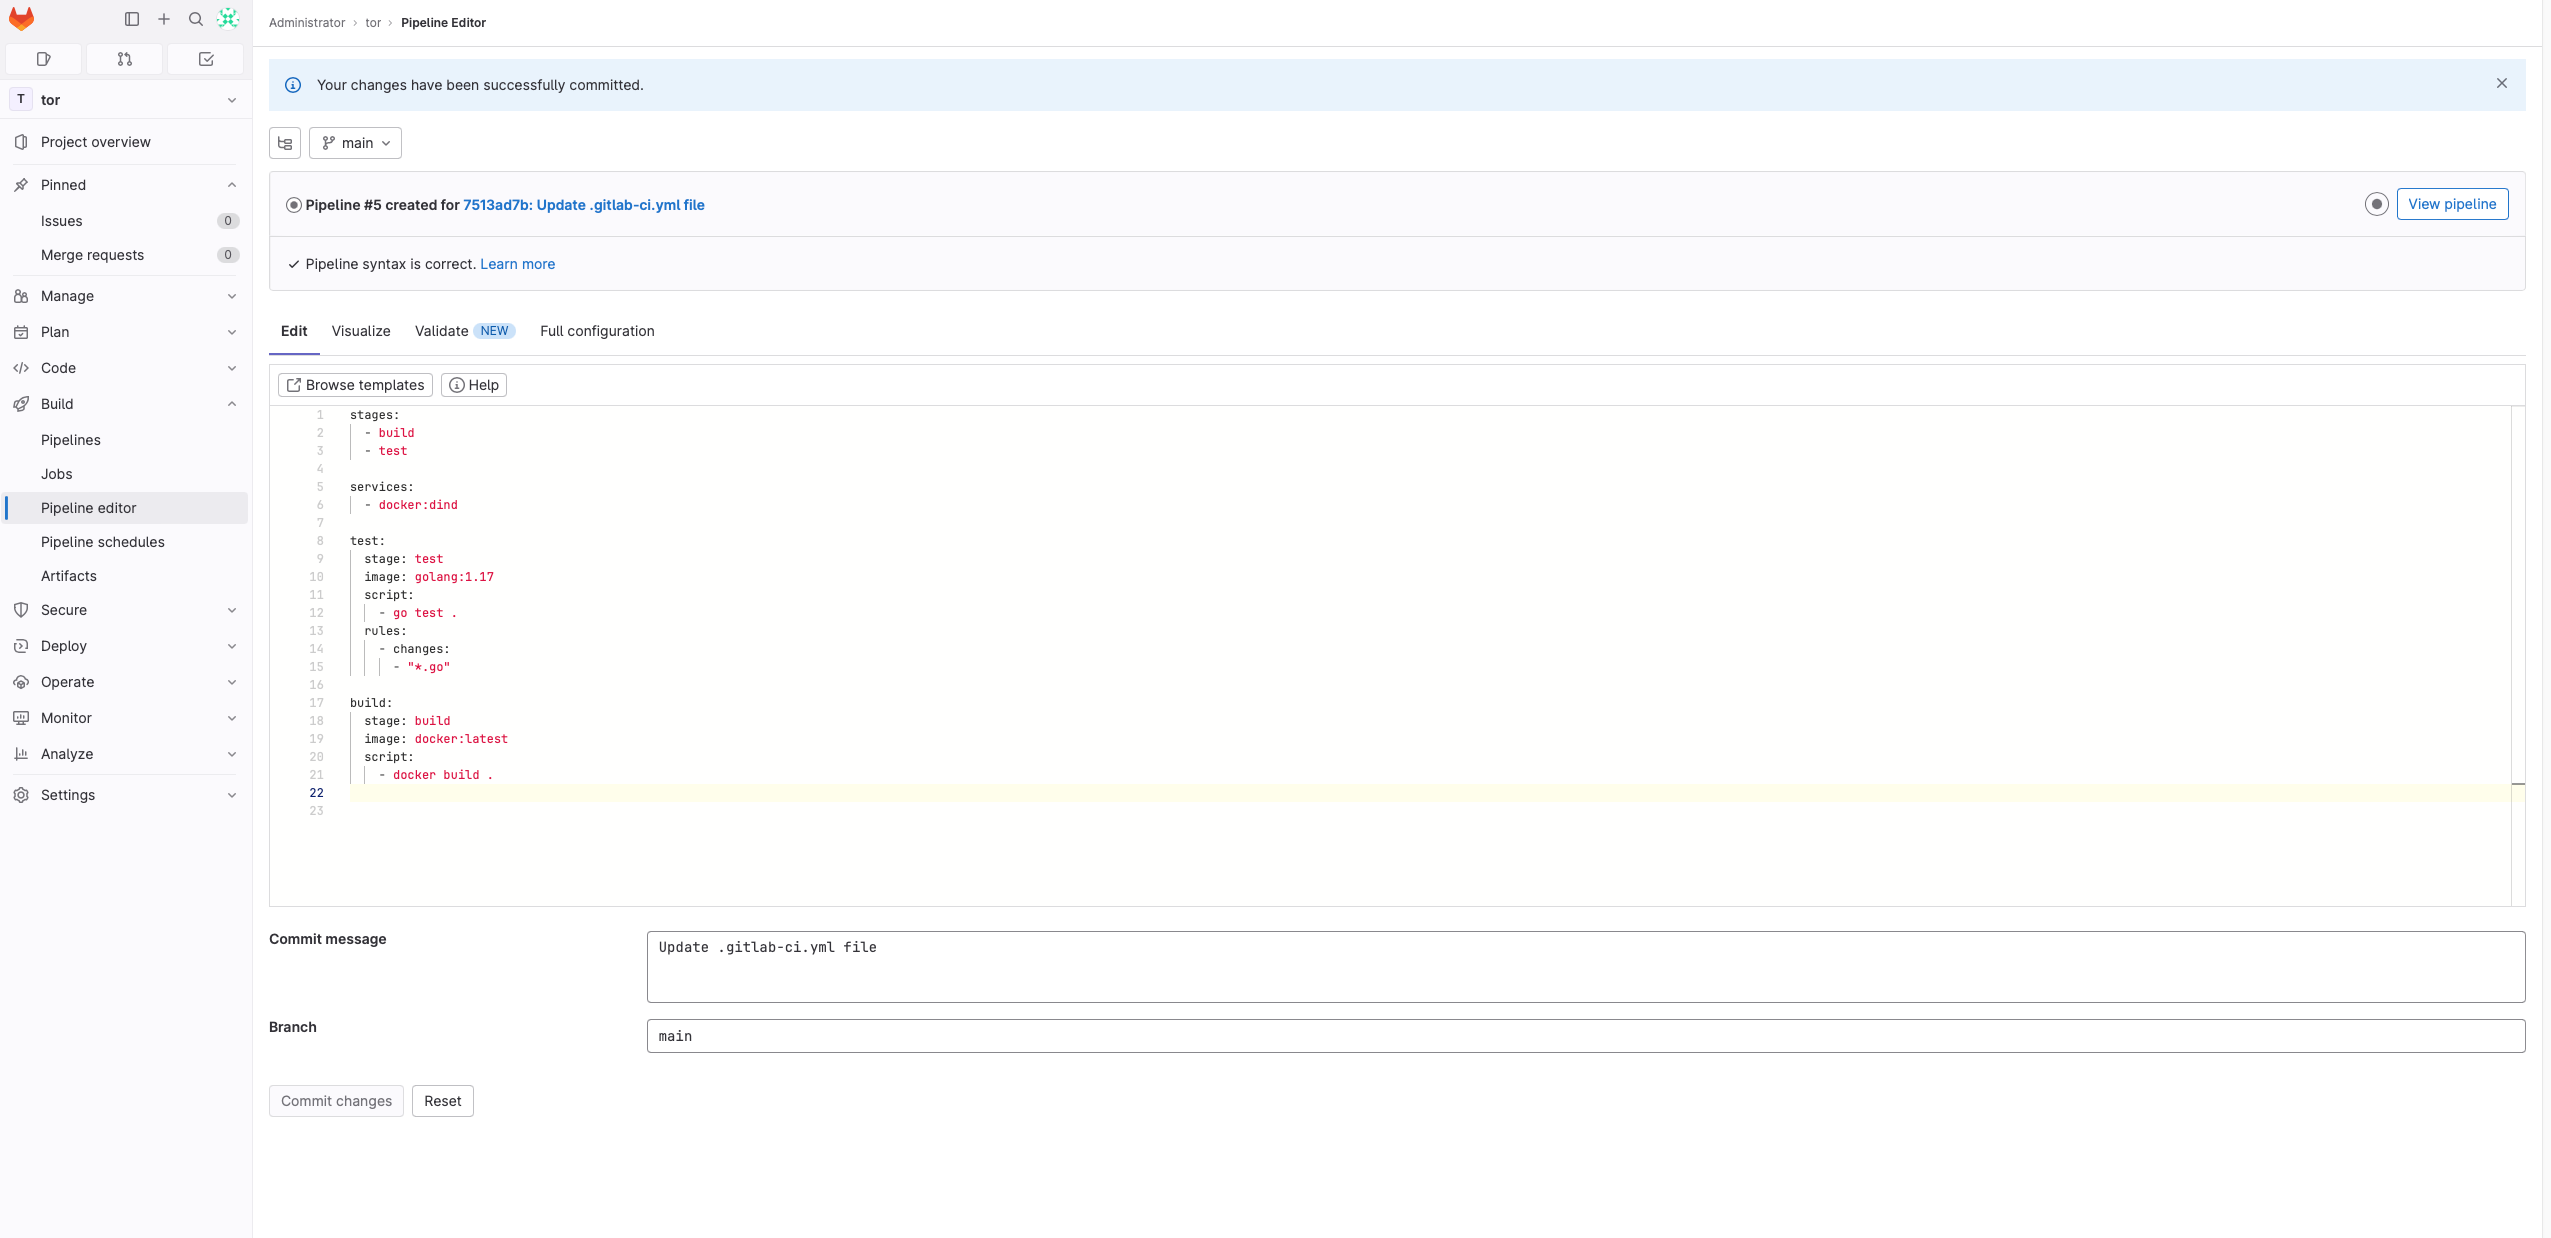 Administrator › tor › Pipeline Editor
T tor
Project overview
Pinned
Issues 0
Merge requests 0
Manage
Plan
Code
Build
Pipelines
Jobs
Pipeline editor
Pipeline schedules
Artifacts
Secure
Deploy
Operate
Monitor
Analyze
Settings
Your changes have been successfully committed.
main
Pipeline #5 created for 7513ad7b: Update .gitlab-ci.yml file
View pipeline
Pipeline syntax is correct. Learn more
Edit Visualize Validate NEW Full configuration
Browse templates Help
1 stages:
2 - build
3 - test
4
5 services:
6 - docker:dind
7
8 test:
9 stage: test
10 image: golang:1.17
11 script:
12 - go test .
13 rules:
14 - changes:
15 - "*.go"
16
17 build:
18 stage: build
19 image: docker:latest
20 script:
21 - docker build .
22
23
Commit message
Update .gitlab-ci.yml file
Branch
main
Commit changes Reset